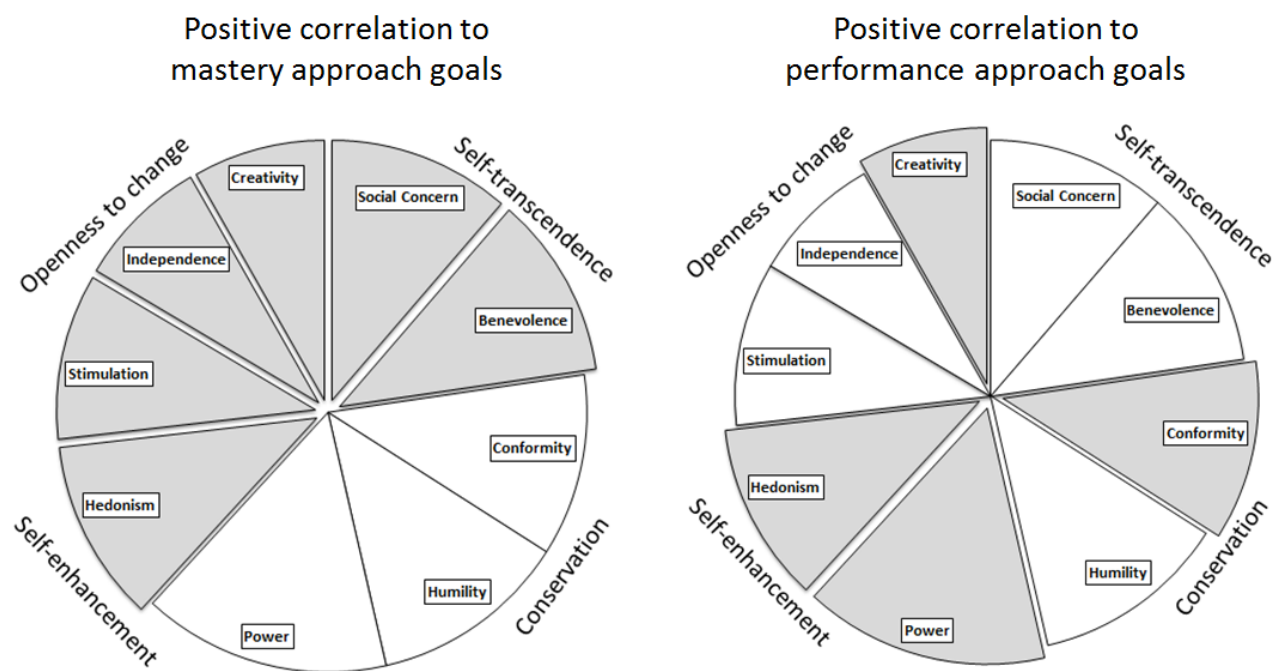 Positive correlation to
mastery approach goals
Openness to change
Self-transcendence
Creativity
Social Concern
Independence
Benevolence
Stimulation
Conformity
Hedonism
Humility
Power
Self-enhancement
Conservation
Positive correlation to
performance approach goals
Openness to change
Self-transcendence
Creativity
Social Concern
Independence
Benevolence
Stimulation
Conformity
Hedonism
Humility
Power
Self-enhancement
Conservation